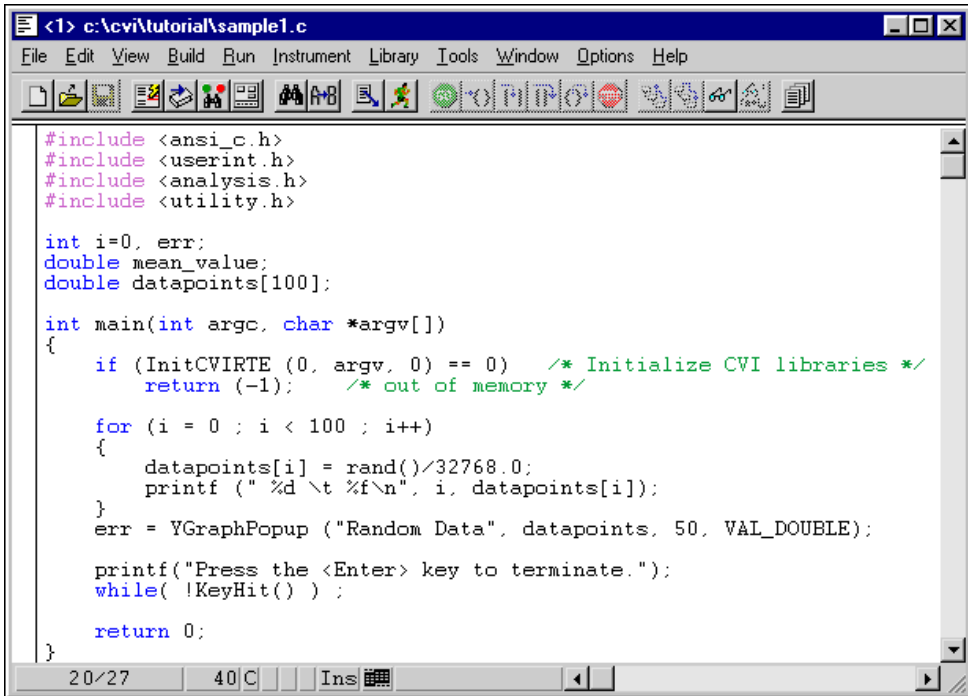 <1> c:\cvi\tutorial\sample1.c
File Edit View Build Run Instrument Library Tools Window Options Help
#include <ansi_c.h>
#include <userint.h>
#include <analysis.h>
#include <utility.h>
int i=0, err;
double mean_value;
double datapoints[100];
int main(int argc, char *argv[])
{
if (InitCVIRTE (0, argv, 0) == 0) /* Initialize CVI libraries */
return (-1); /* out of memory */
for (i = 0 ; i < 100 ; i++)
{
datapoints[i] = rand()/32768.0;
printf (" %d \t %f\n", i, datapoints[i]);
}
err = YGraphPopup ("Random Data", datapoints, 50, VAL_DOUBLE);
printf("Press the <Enter> key to terminate.");
while( !KeyHit() ) ;
return 0;
}
20/27 40 C Ins